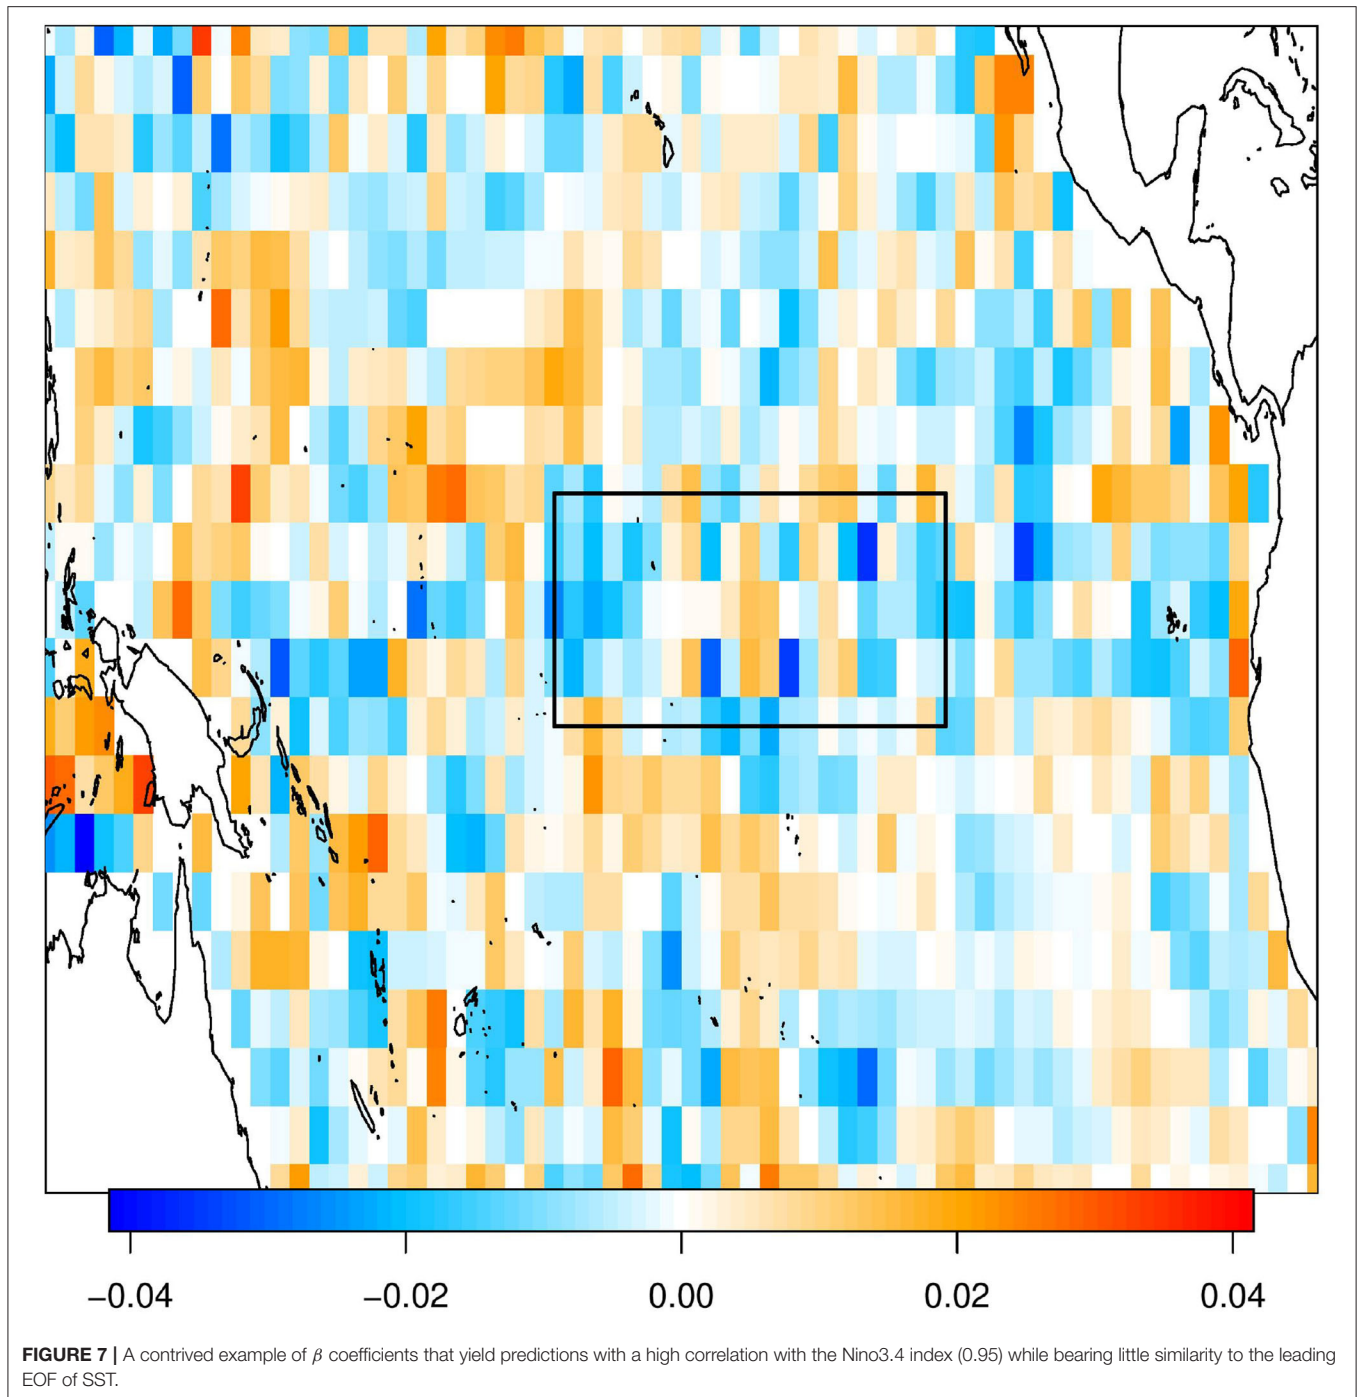 −0.04 −0.02 0.00 0.02 0.04
FIGURE 7 | A contrived example of β coefficients that yield predictions with a high correlation with the Nino3.4 index (0.95) while bearing little similarity to the leading
EOF of SST.